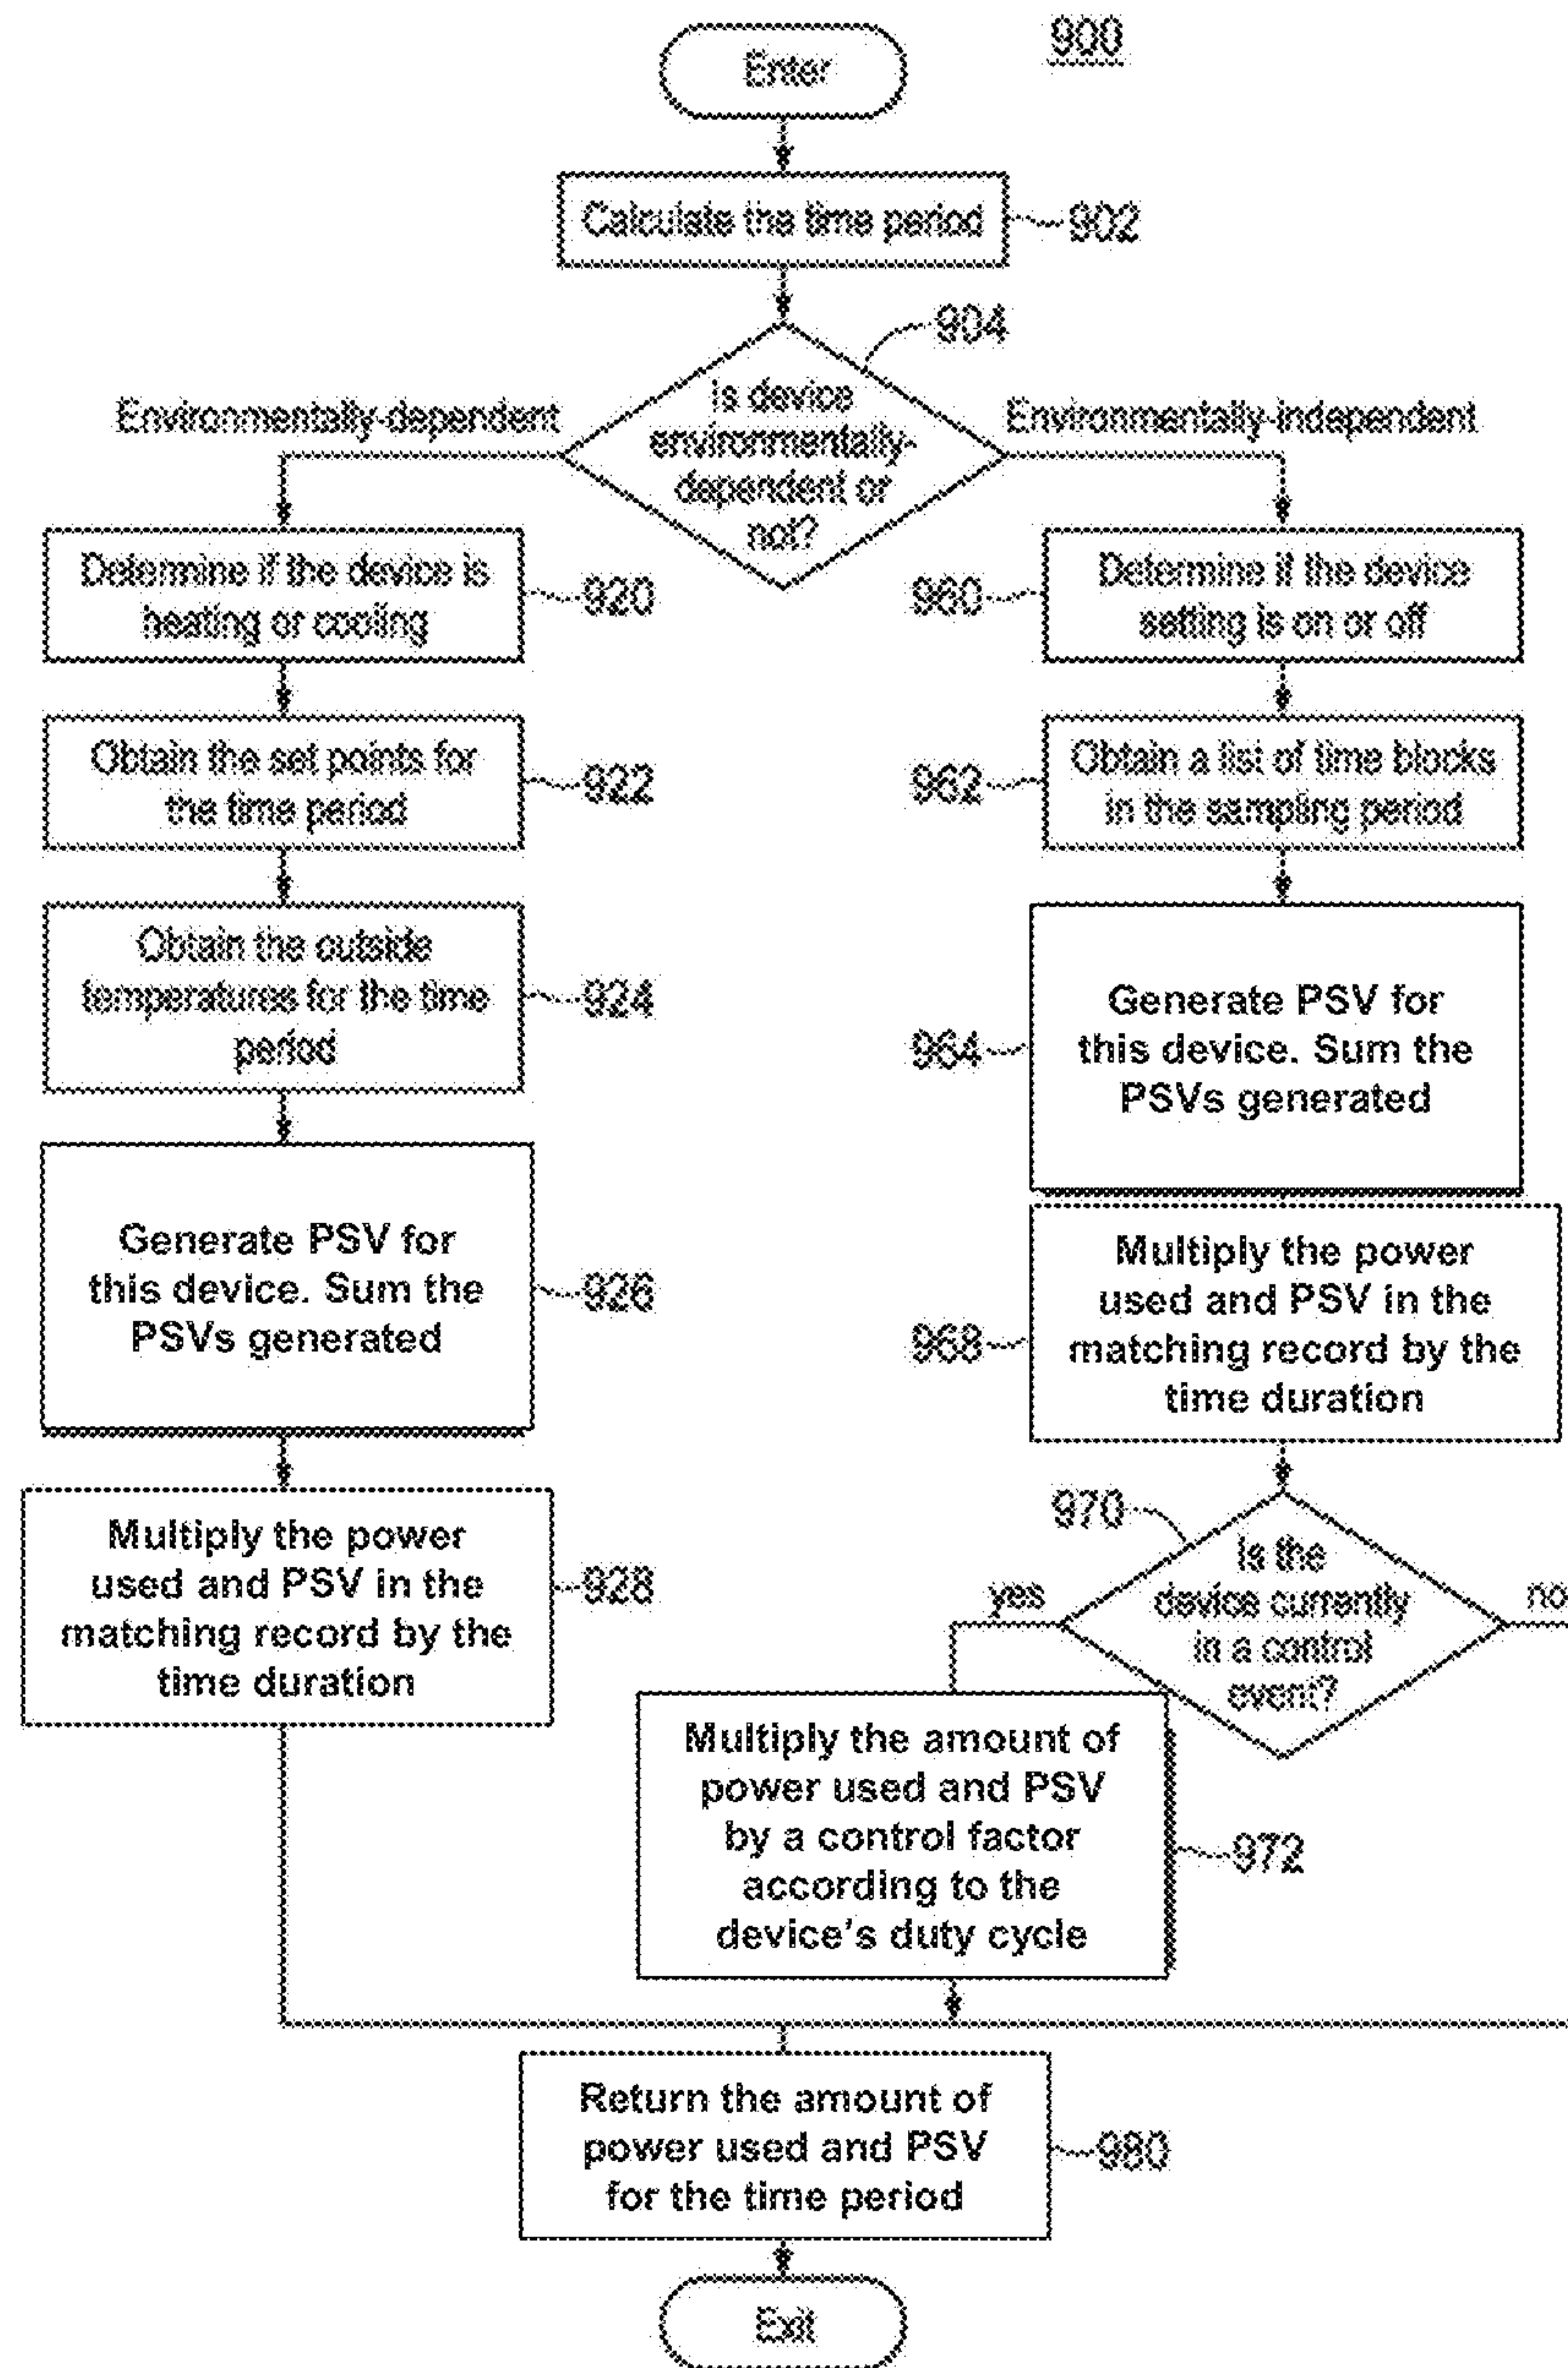 900
Enter
Calculate the time period
902
904
Is device
environmentally-
dependent or
not?
Environmentally-dependent
Environmentally-independent
Determine if the device is
heating or cooling
920
Obtain the set points for
the time period
922
Obtain the outside
temperatures for the time
period
924
Generate PSV for
this device. Sum the
PSVs generated
926
Multiply the power
used and PSV in the
matching record by the
time duration
928
960
Determine if the device
setting is on or off
962
Obtain a list of time blocks
in the sampling period
964
Generate PSV for
this device. Sum the
PSVs generated
968
Multiply the power
used and PSV in the
matching record by the
time duration
970
Is the
device currently
in a control
event?
yes
no
Multiply the amount of
power used and PSV
by a control factor
according to the
device's duty cycle
972
Return the amount of
power used and PSV
for the time period
980
Exit